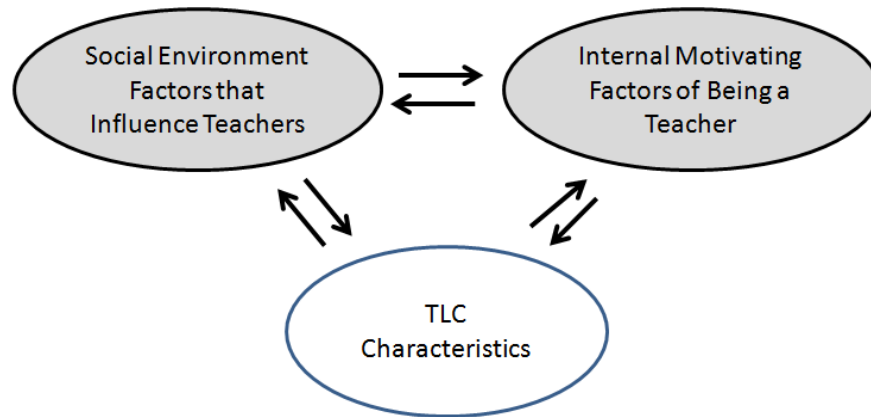 Social Environment
Factors that
Influence Teachers
Internal Motivating
Factors of Being a
Teacher
TLC
Characteristics